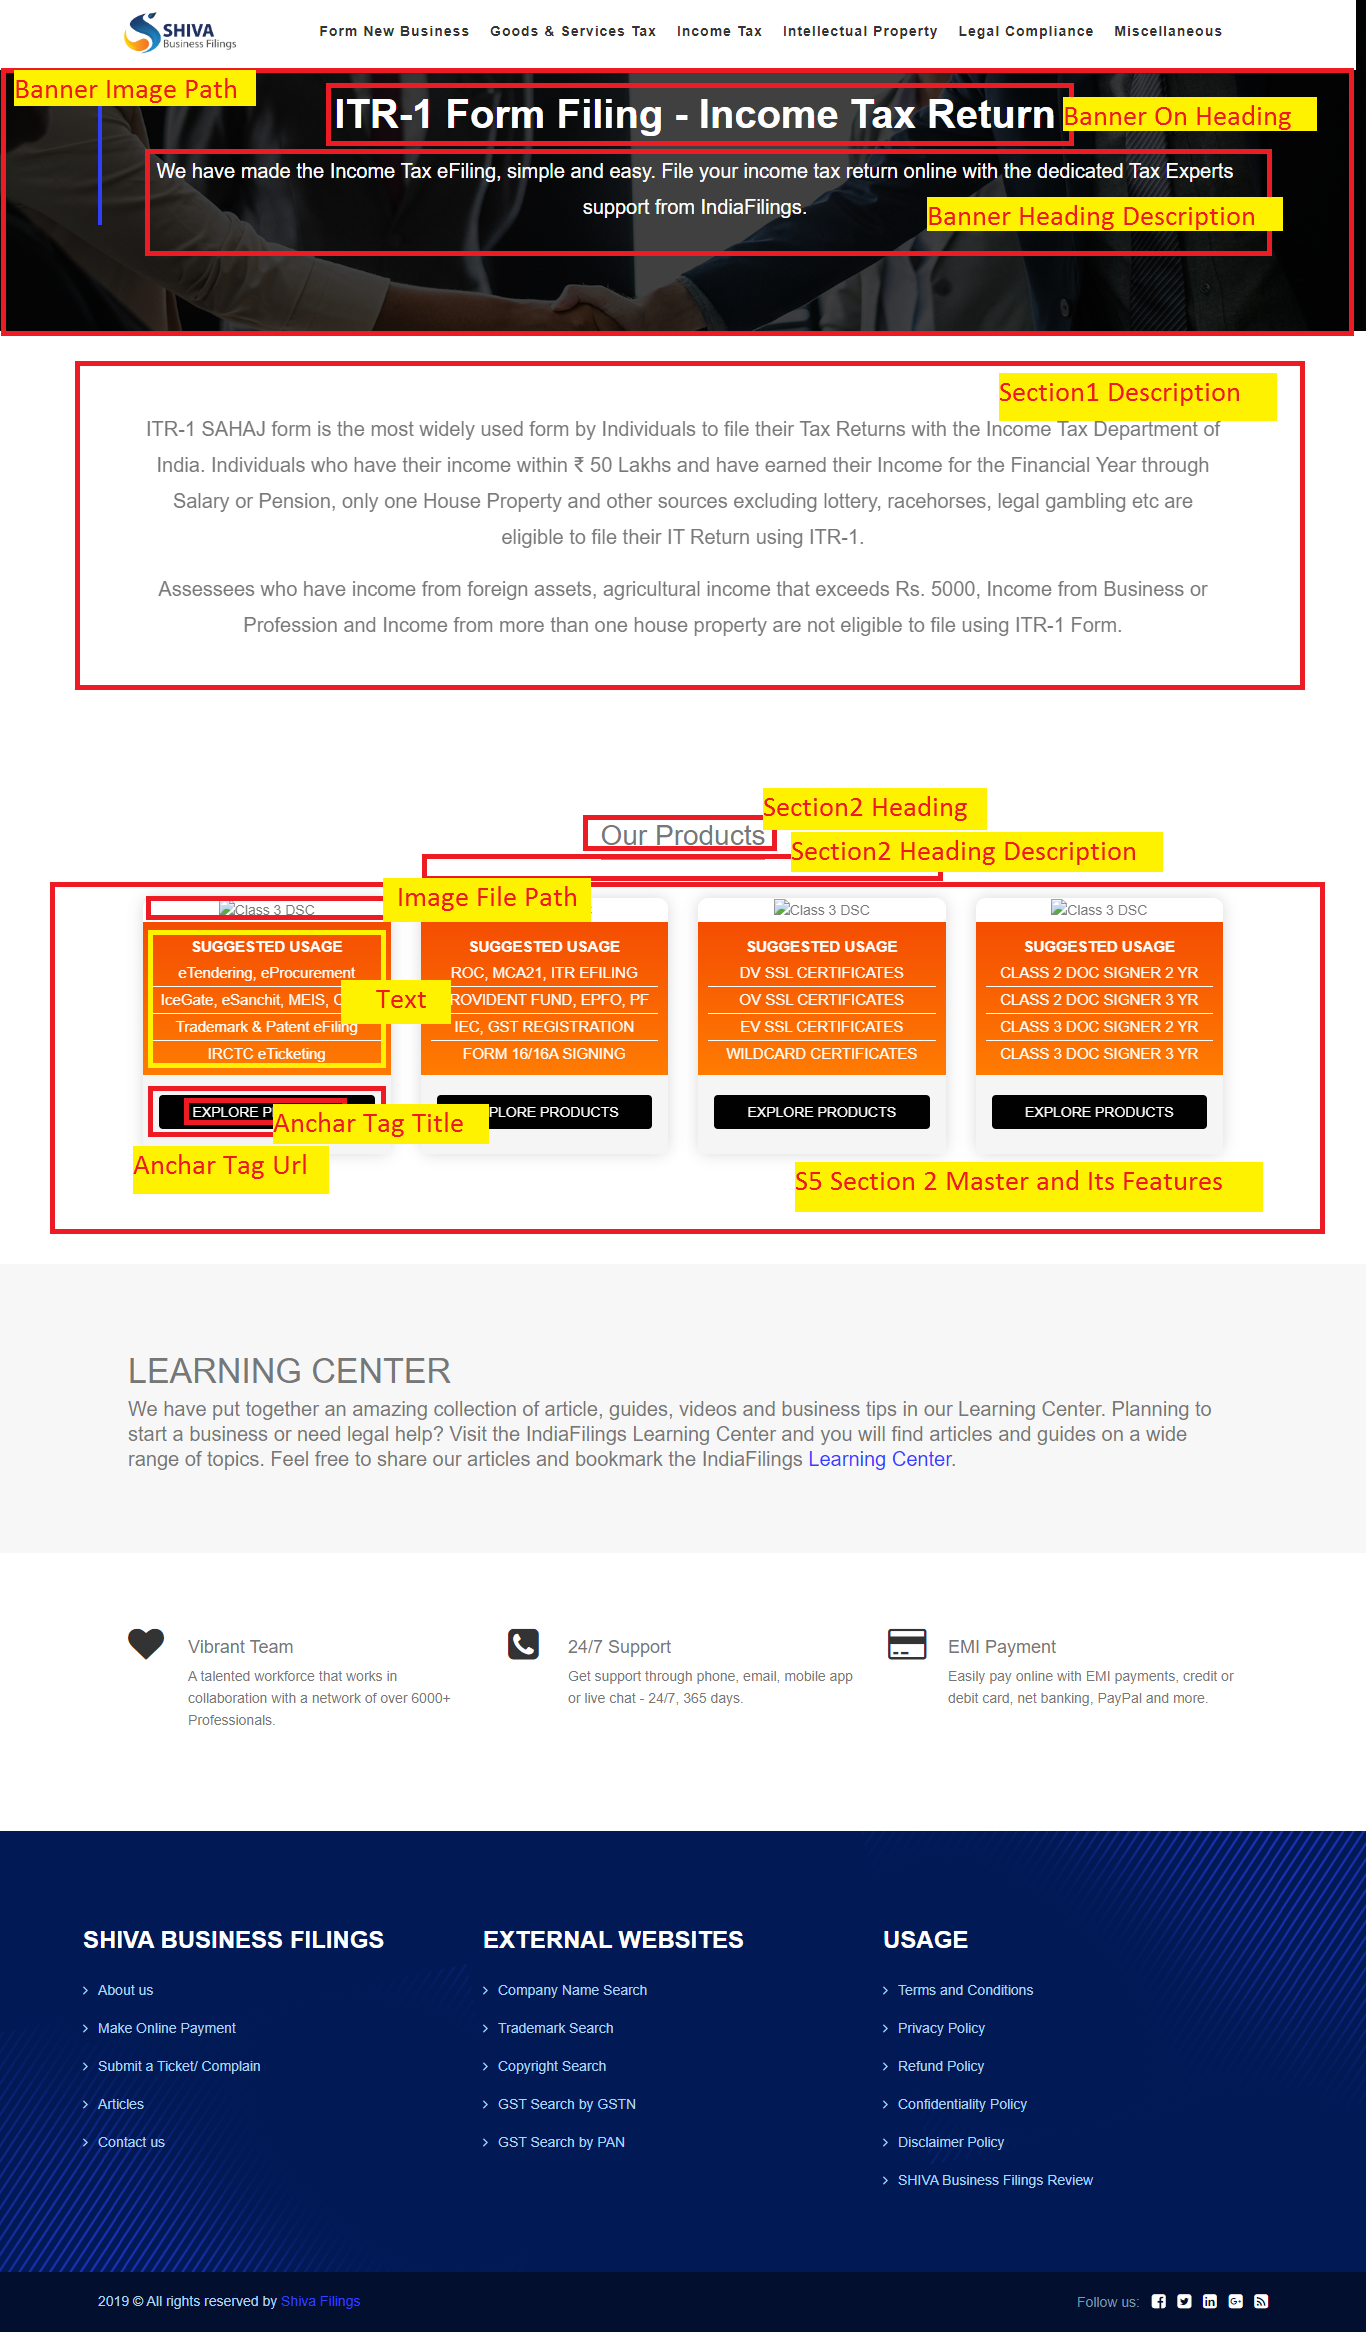 SHIVA
Business Filings
Form New Business Goods & Services Tax Income Tax Intellectual Property Legal Compliance Miscellaneous
Banner Image Path
ITR-1 Form Filing - Income Tax Return
Banner On Heading
We have made the Income Tax eFiling, simple and easy. File your income tax return online with the dedicated Tax Experts
support from IndiaFilings.
Banner Heading Description
Section1 Description
ITR-1 SAHAJ form is the most widely used form by Individuals to file their Tax Returns with the Income Tax Department of
India. Individuals who have their income within ₹ 50 Lakhs and have earned their Income for the Financial Year through
Salary or Pension, only one House Property and other sources excluding lottery, racehorses, legal gambling etc are
eligible to file their IT Return using ITR-1.
Assessees who have income from foreign assets, agricultural income that exceeds Rs. 5000, Income from Business or
Profession and Income from more than one house property are not eligible to file using ITR-1 Form.
Section2 Heading
Our Products
Section2 Heading Description
Image File Path
Class 3 DSC
SUGGESTED USAGE
eTendering, eProcurement
IceGate, eSanchit, MEIS,
Trademark & Patent eFiling
IRCTC eTicketing
Text
EXPLORE
Anchar Tag Title
Anchar Tag Url
SUGGESTED USAGE
ROC, MCA21, ITR EFILING
ROVIDENT FUND, EPFO, PF
IEC, GST REGISTRATION
FORM 16/16A SIGNING
PLORE PRODUCTS
Class 3 DSC
SUGGESTED USAGE
DV SSL CERTIFICATES
OV SSL CERTIFICATES
EV SSL CERTIFICATES
WILDCARD CERTIFICATES
EXPLORE PRODUCTS
Class 3 DSC
SUGGESTED USAGE
CLASS 2 DOC SIGNER 2 YR
CLASS 2 DOC SIGNER 3 YR
CLASS 3 DOC SIGNER 2 YR
CLASS 3 DOC SIGNER 3 YR
EXPLORE PRODUCTS
S5 Section 2 Master and Its Features
LEARNING CENTER
We have put together an amazing collection of article, guides, videos and business tips in our Learning Center. Planning to
start a business or need legal help? Visit the IndiaFilings Learning Center and you will find articles and guides on a wide
range of topics. Feel free to share our articles and bookmark the IndiaFilings Learning Center.
Vibrant Team
A talented workforce that works in
collaboration with a network of over 6000+
Professionals.
24/7 Support
Get support through phone, email, mobile app
or live chat - 24/7, 365 days.
EMI Payment
Easily pay online with EMI payments, credit or
debit card, net banking, PayPal and more.
SHIVA BUSINESS FILINGS
About us
Make Online Payment
Submit a Ticket/ Complain
Articles
Contact us
EXTERNAL WEBSITES
Company Name Search
Trademark Search
Copyright Search
GST Search by GSTN
GST Search by PAN
USAGE
Terms and Conditions
Privacy Policy
Refund Policy
Confidentiality Policy
Disclaimer Policy
SHIVA Business Filings Review
2019 © All rights reserved by Shiva Filings
Follow us: